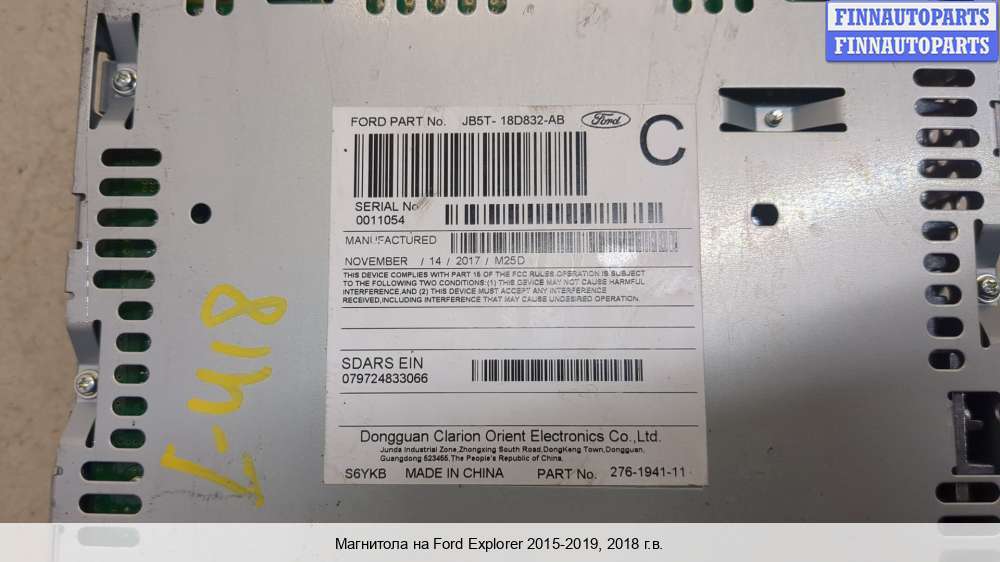 FINNAUTOPARTS
FINNAUTOPARTS
FORD PART No. JB5T- 18D832-AB Ford
C
SERIAL No
0011054
MANUFACTURED
NOVEMBER / 14 / 2017 / M25D
THIS DEVICE COMPLIES WITH PART 15 OF THE FCC RULES.OPERATION IS SUBJECT
TO THE FOLLOWING TWO CONDITIONS:(1) THIS DEVICE MAY NOT CAUSE HARMFUL
INTERFERENCE,AND (2) THIS DEVICE MUST ACCEPT ANY INTERFERENCE
RECEIVED,INCLUDING INTERFERENCE THAT MAY CAUSE UNDESIRED OPERATION.
SDARS EIN
079724833066
Dongguan Clarion Orient Electronics Co.,Ltd.
Junda Industrial Zone,Zhongxing South Road,DongKeng Town,Dongguan,
Guangdong 523455,The People's Republic of China.
S6YKB MADE IN CHINA PART No. 276-1941-11
Магнитола на Ford Explorer 2015-2019, 2018 г.в.